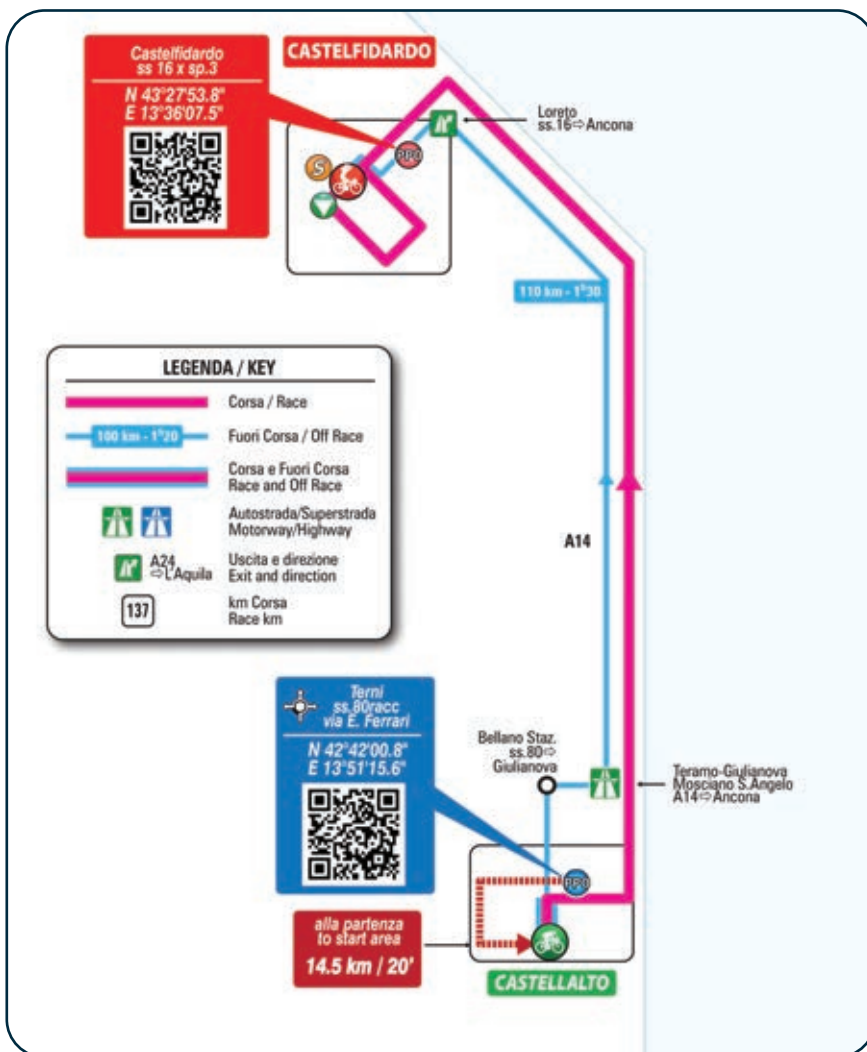 Castelfidardo
ss 16 x sp.3
N 43°27'53.8"
E 13°36'07.5"
CASTELFIDARDO
Loreto
ss.16⇨Ancona
PPO
S
110 km - 1ʰ30
LEGENDA / KEY
Corsa / Race
100 km - 1ʰ20
Fuori Corsa / Off Race
Corsa e Fuori Corsa
Race and Off Race
Autostrada/Superstrada
Motorway/Highway
A24
⇨L'Aquila
Uscita e direzione
Exit and direction
137
km Corsa
Race km
A14
Terni
ss.80racc
via E. Ferrari
N 42°42'00.8"
E 13°51'15.6"
Bellano Staz.
ss.80⇨
Giulianova
Teramo-Giulianova
Mosciano S.Angelo
A14⇨Ancona
PPO
alla partenza
to start area
14.5 km / 20'
CASTELLALTO